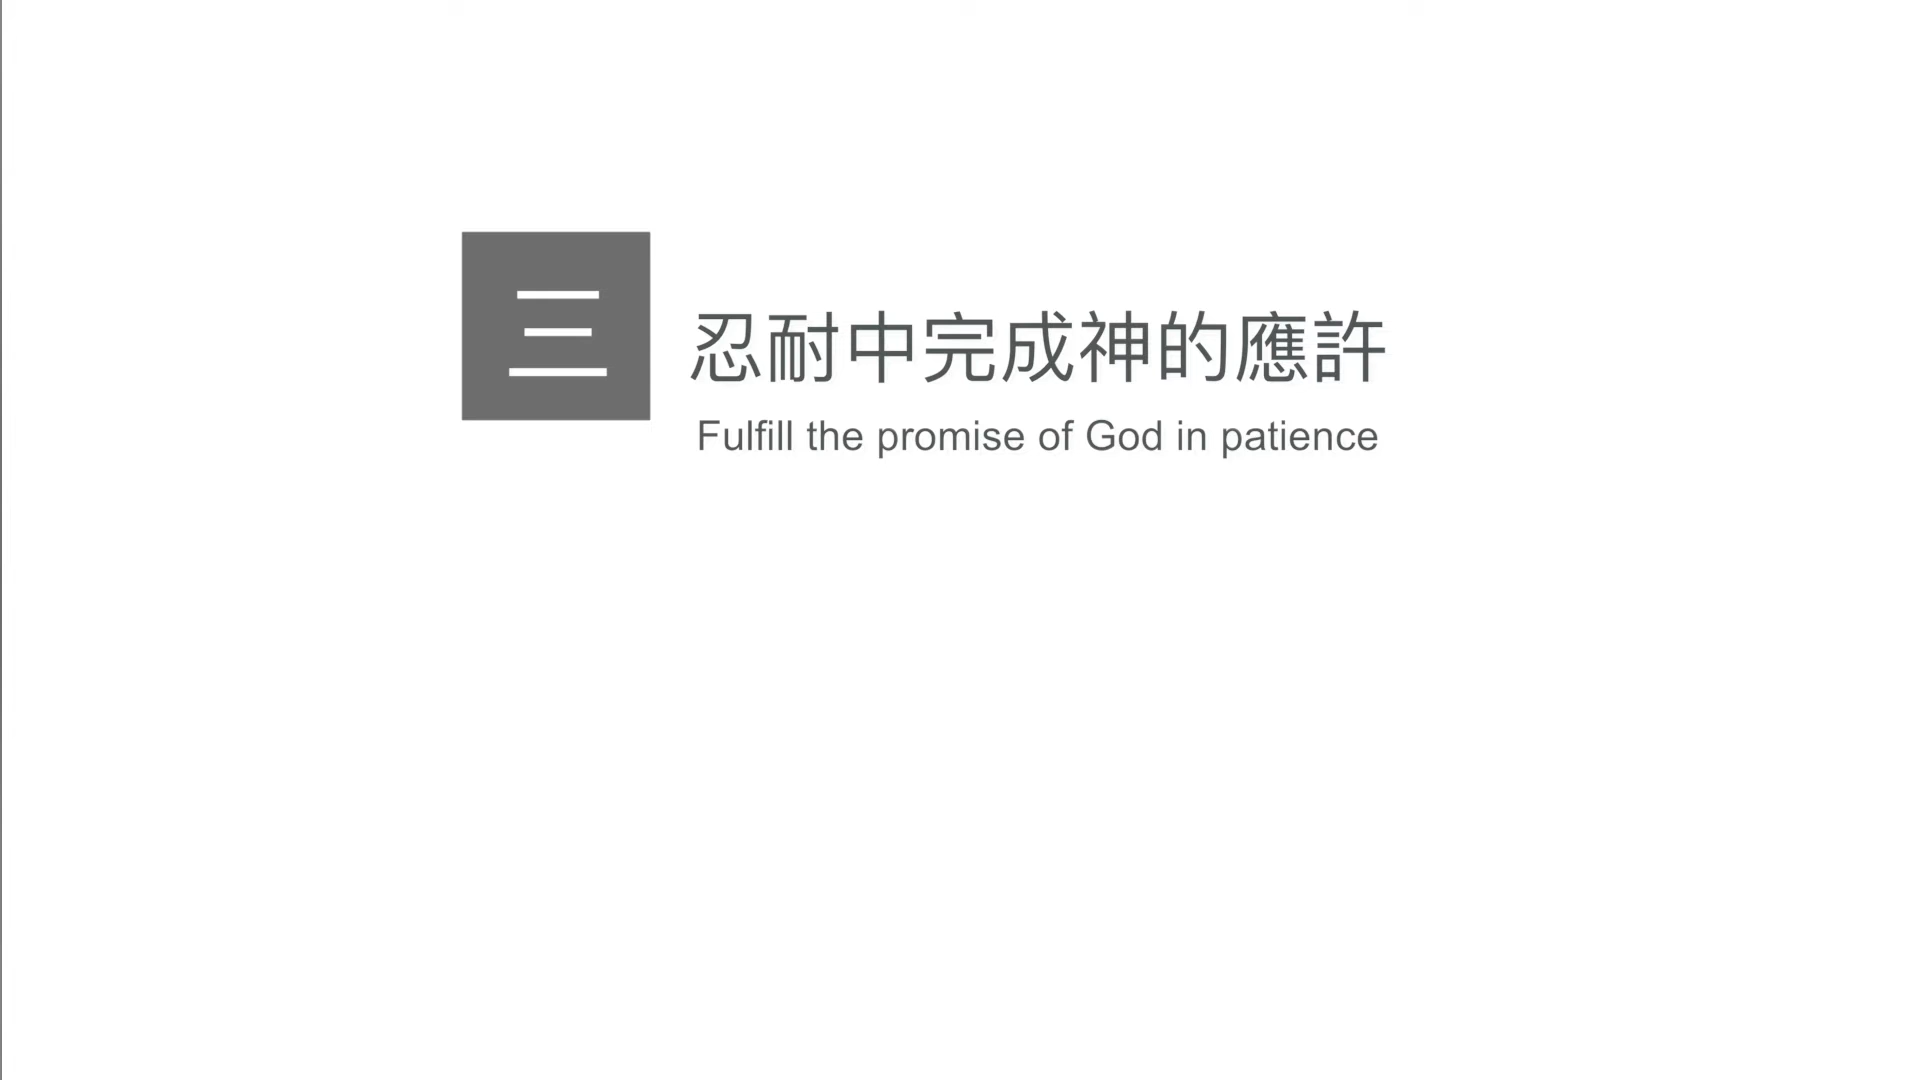 三
忍耐中完成神的應許
Fulfill the promise of God in patience